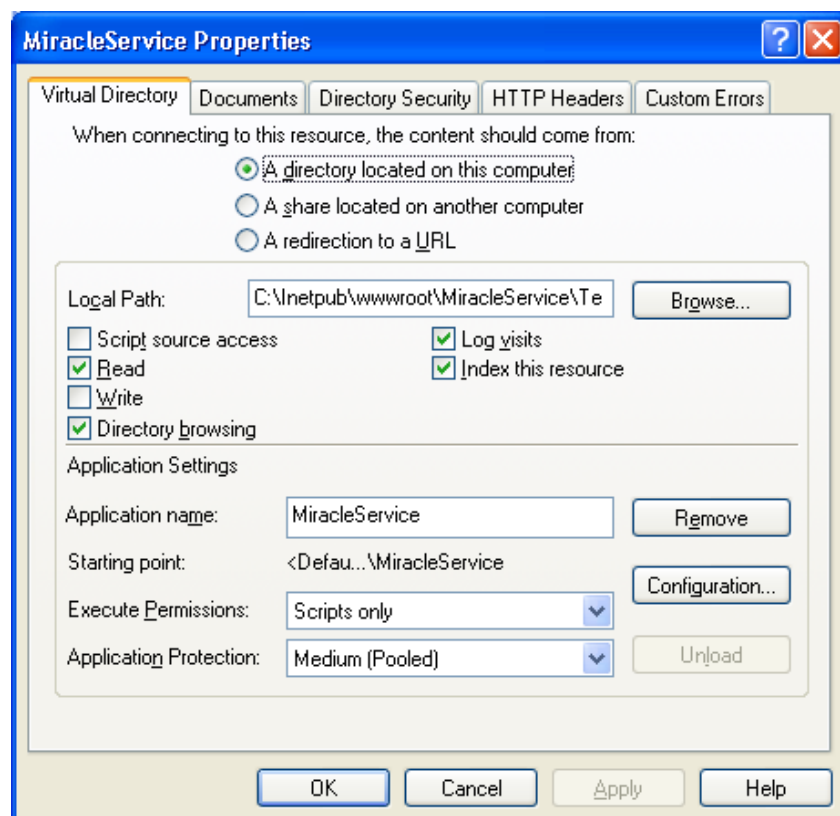 MiracleService Properties
Virtual Directory Documents Directory Security HTTP Headers Custom Errors
When connecting to this resource, the content should come from:
A directory located on this computer
A share located on another computer
A redirection to a URL
Local Path: C:\Inetpub\wwwroot\MiracleService\Te Browse...
Script source access Log visits
Read Index this resource
Write
Directory browsing
Application Settings
Application name: MiracleService Remove
Starting point: <Defau...\MiracleService
Configuration...
Execute Permissions: Scripts only
Application Protection: Medium (Pooled) Unload
OK Cancel Apply Help